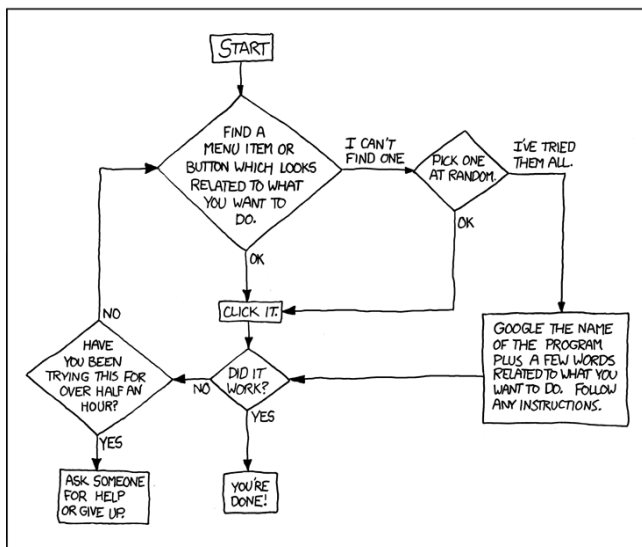 START
FIND A
MENU ITEM OR
BUTTON WHICH LOOKS
RELATED TO WHAT
YOU WANT TO
DO.
I CAN'T
FIND ONE
PICK ONE
AT RANDOM.
I'VE TRIED
THEM ALL.
OK
OK
CLICK IT.
GOOGLE THE NAME
OF THE PROGRAM
PLUS A FEW WORDS
RELATED TO WHAT YOU
WANT TO DO. FOLLOW
ANY INSTRUCTIONS.
DID IT
WORK?
NO
HAVE
YOU BEEN
TRYING THIS FOR
OVER HALF AN
HOUR?
NO
YES
YES
ASK SOMEONE
FOR HELP
OR GIVE UP.
YOU'RE
DONE!